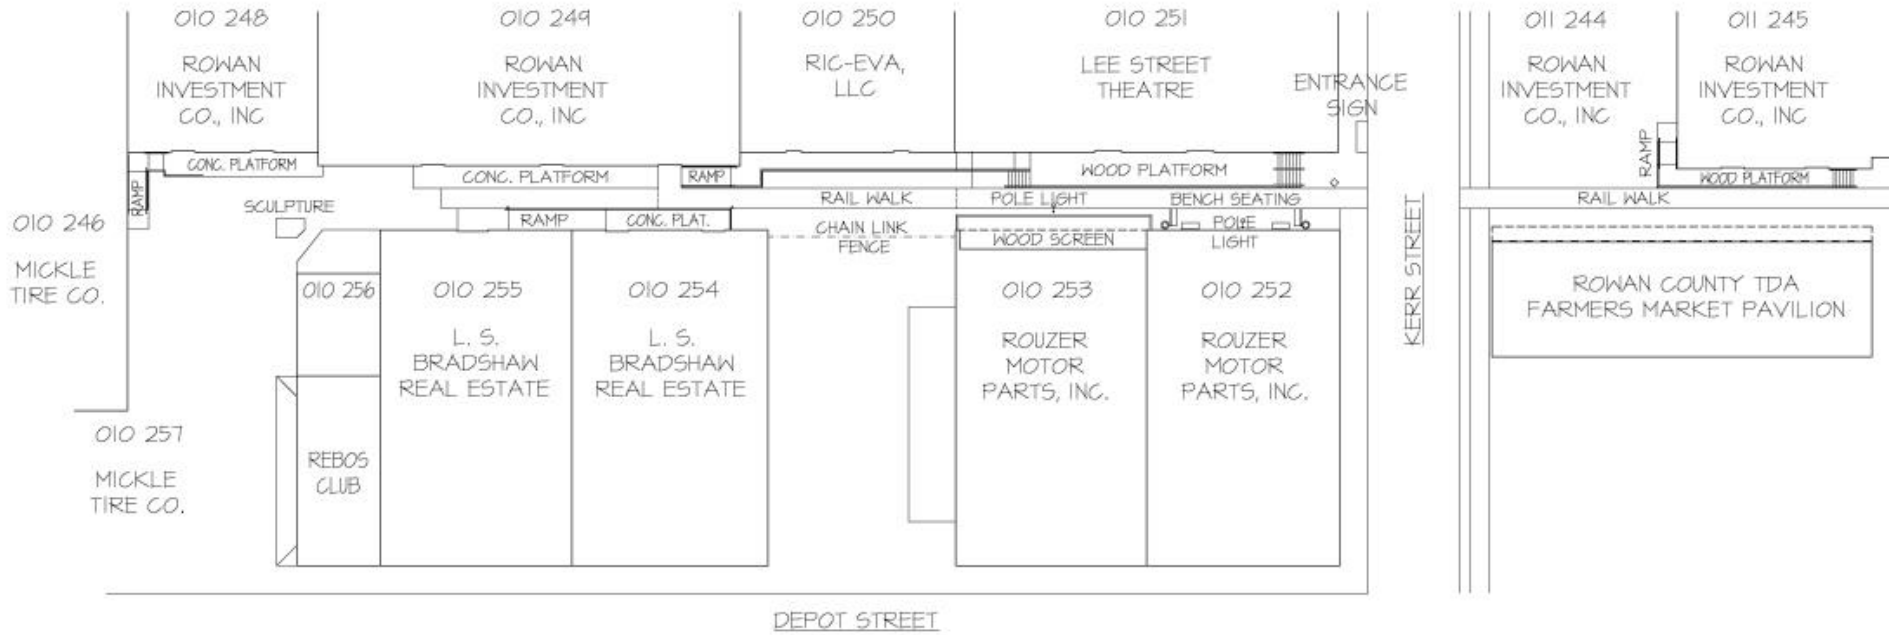 010 248
ROWAN
INVESTMENT
CO., INC
010 249
ROWAN
INVESTMENT
CO., INC
010 250
RIC-EVA,
LLC
010 251
LEE STREET
THEATRE
ENTRANCE
SIGN
011 244
ROWAN
INVESTMENT
CO., INC
011 245
ROWAN
INVESTMENT
CO., INC
CONC. PLATFORM
RAMP
CONC. PLATFORM
RAMP
WOOD PLATFORM
RAMP
WOOD PLATFORM
SCULPTURE
RAIL WALK
POLE LIGHT
BENCH SEATING
RAIL WALK
RAMP
CONC. PLAT.
CHAIN LINK
FENCE
WOOD SCREEN
POLE
LIGHT
010 246
MICKLE
TIRE CO.
KERR STREET
010 256
010 255
L. S.
BRADSHAW
REAL ESTATE
010 254
L. S.
BRADSHAW
REAL ESTATE
010 253
ROUZER
MOTOR
PARTS, INC.
010 252
ROUZER
MOTOR
PARTS, INC.
ROWAN COUNTY TDA
FARMERS MARKET PAVILION
010 257
MICKLE
TIRE CO.
REBOS
CLUB
DEPOT STREET